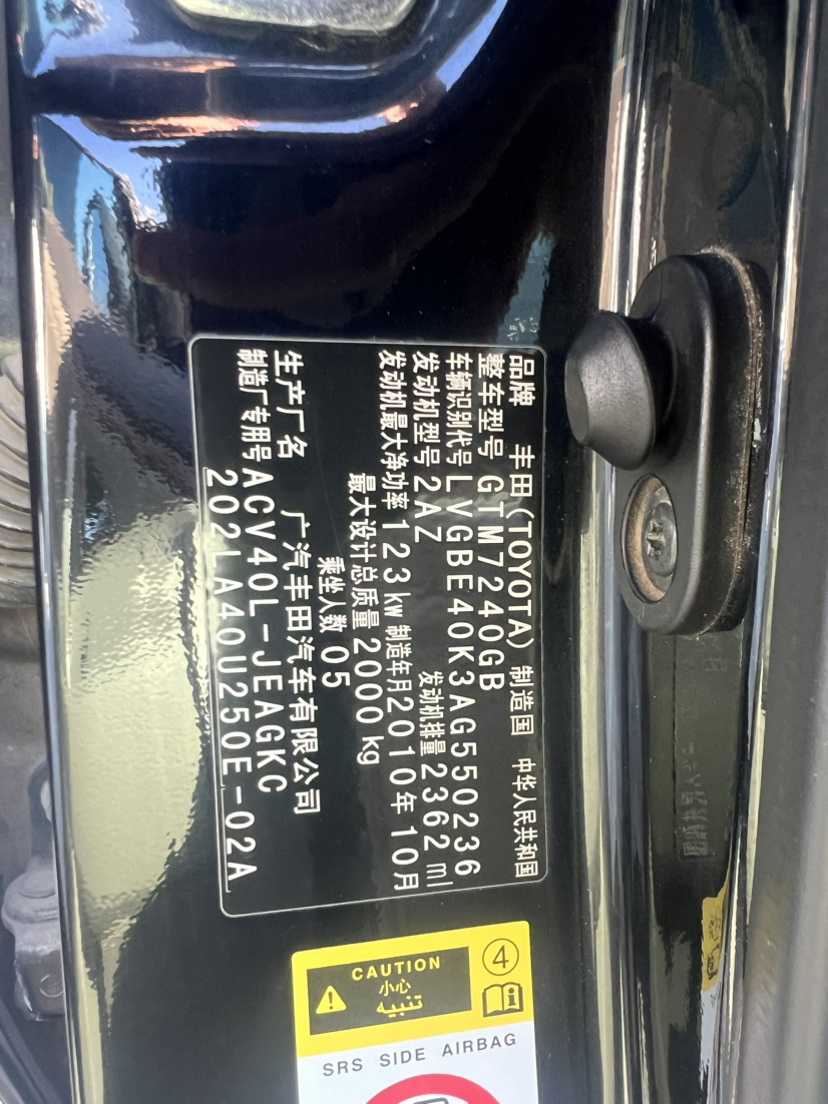 品牌 丰田(TOYOTA) 制造国 中华人民共和国
整车型号 GTM7240GB
车辆识别代号 LVGBE40K3AG550236
发动机型号 2AZ 发动机排量 2362 ml
发动机最大净功率 123 kw 制造年月 2010年 10月
最大设计总质量 2000 kg
乘坐人数 05
生产厂名 广汽丰田汽车有限公司
制造厂专用号 ACV40L-JEAGKC
202LA40U250E-02A
4
CAUTION
小心
تنبيه
SRS SIDE AIRBAG